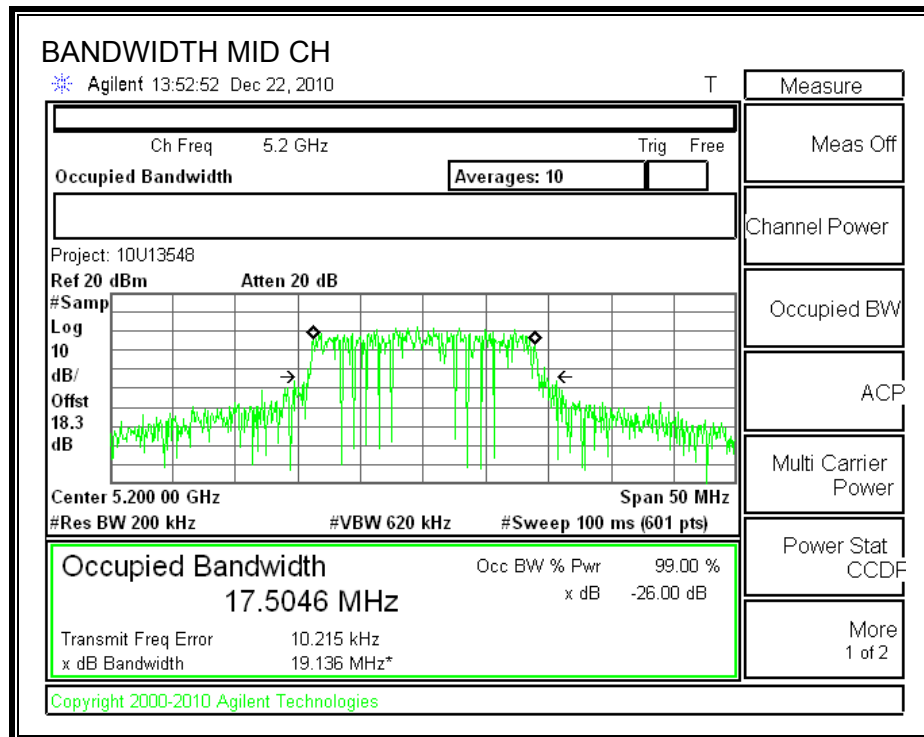 BANDWIDTH MID CH
Agilent 13:52:52 Dec 22, 2010 T
Measure
Ch Freq 5.2 GHz Trig Free
Meas Off
Occupied Bandwidth Averages: 10
Channel Power
Project: 10U13548
Ref 20 dBm Atten 20 dB
#Samp
Log
10
dB/
Offst
18.3
dB
Occupied BW
ACP
Multi Carrier
Power
Center 5.200 00 GHz Span 50 MHz
#Res BW 200 kHz #VBW 620 kHz #Sweep 100 ms (601 pts)
Power Stat
CCDF
Occupied Bandwidth Occ BW % Pwr 99.00 %
17.5046 MHz x dB -26.00 dB
Transmit Freq Error 10.215 kHz
x dB Bandwidth 19.136 MHz*
More
1 of 2
Copyright 2000-2010 Agilent Technologies